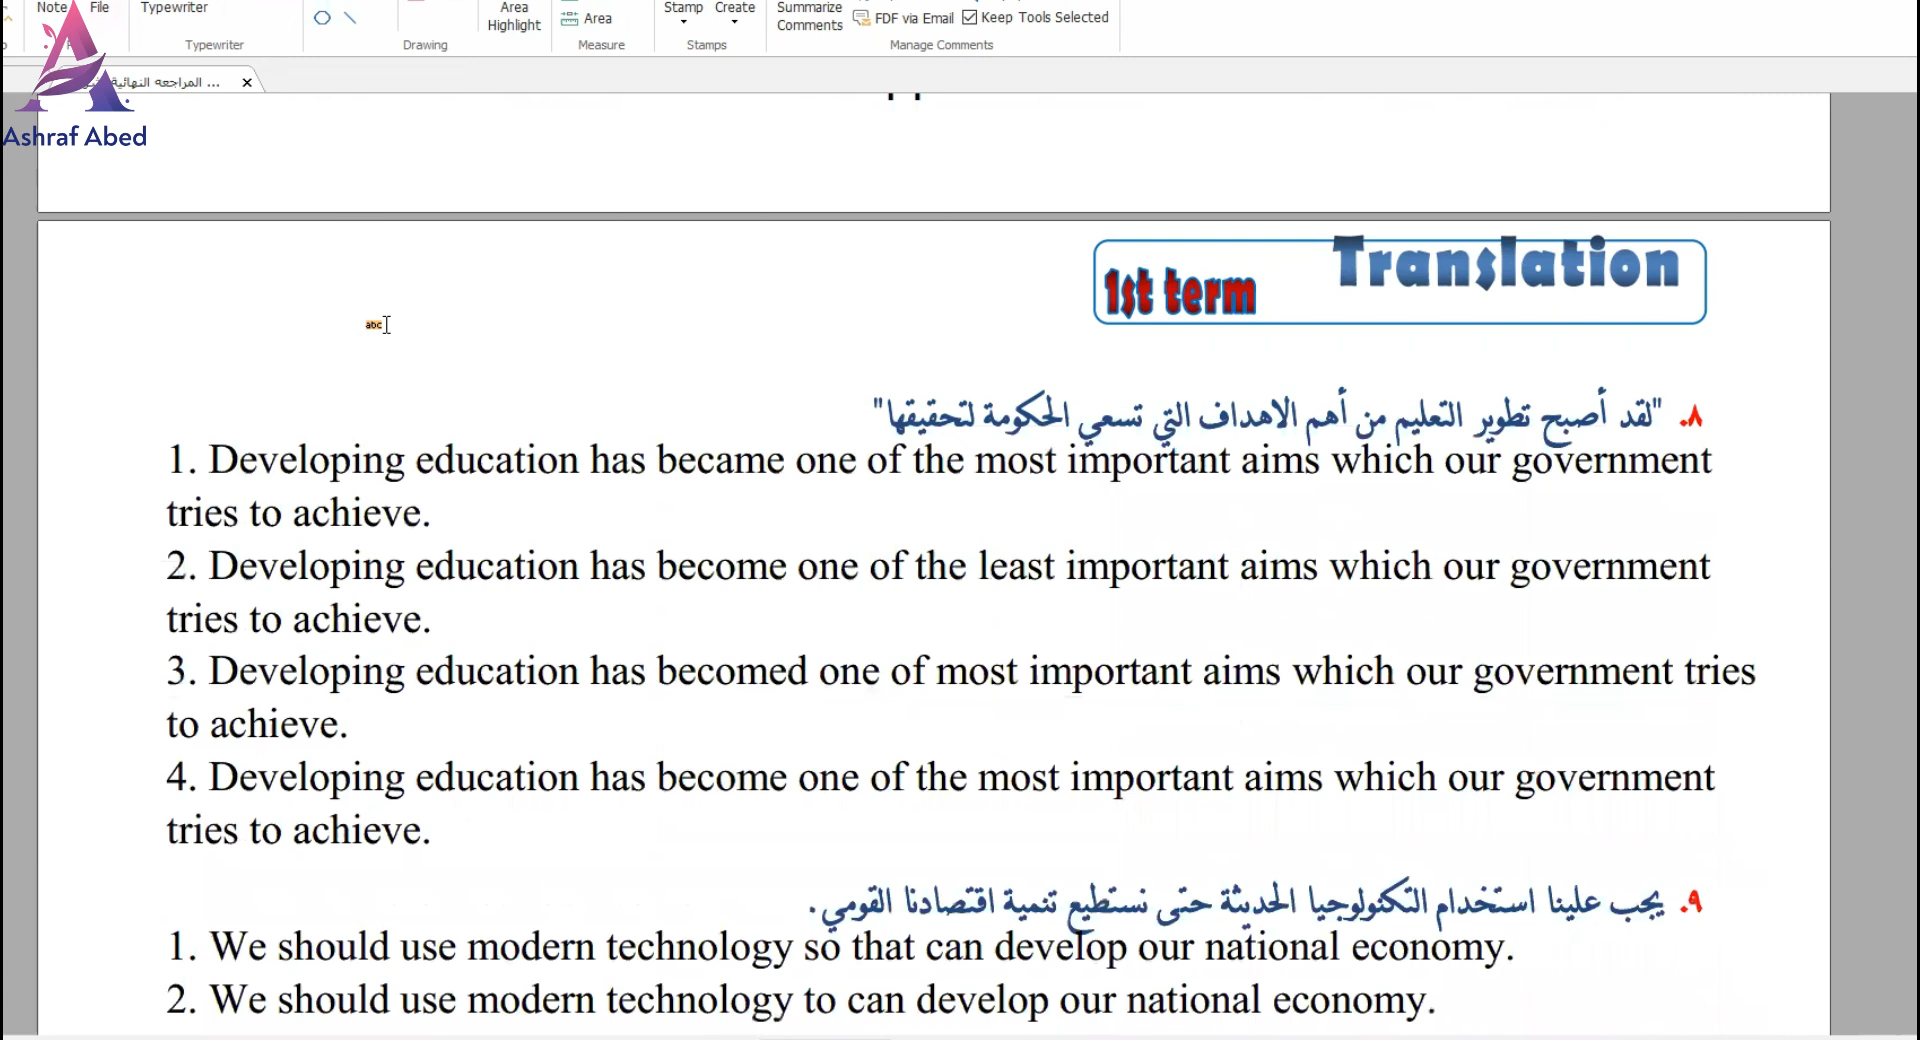 Note File Typewriter Area Stamp Create Summarize
Highlight Area Comments FDF via Email Keep Tools Selected
Typewriter Drawing Measure Stamps Manage Comments
المراجعه النهائية ...
Ashraf Abed
Translation
1st term
abc
٨. "لقد أصبح تطوير التعليم من أهم الاهداف التي تسعي الحكومة لتحقيقها"
1. Developing education has became one of the most important aims which our government
tries to achieve.
2. Developing education has become one of the least important aims which our government
tries to achieve.
3. Developing education has becomed one of most important aims which our government tries
to achieve.
4. Developing education has become one of the most important aims which our government
tries to achieve.
٩. يجب علينا استخدام التكنولوجيا الحديثة حتى نستطيع تنمية اقتصادنا القومي.
1. We should use modern technology so that can develop our national economy.
2. We should use modern technology to can develop our national economy.